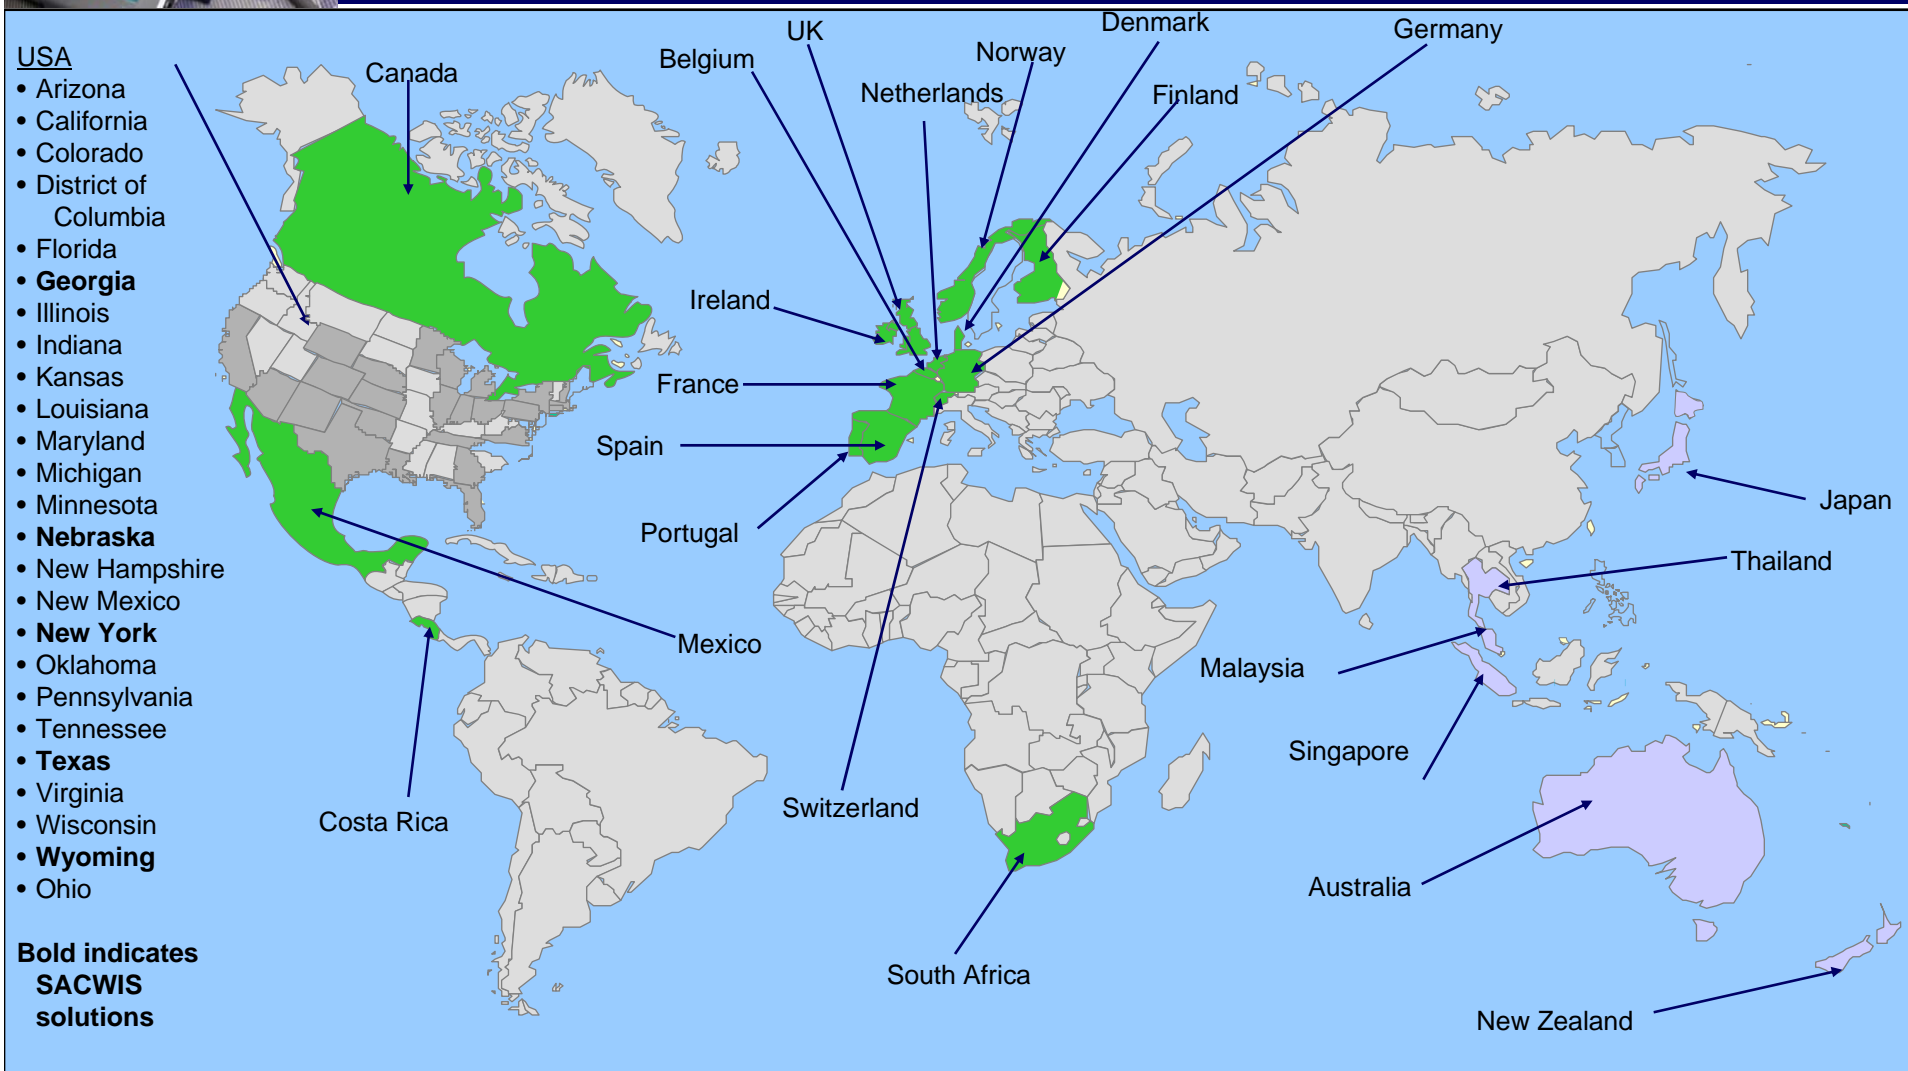 USA
• Arizona
• California
• Colorado
• District of
Columbia
• Florida
• Georgia
• Illinois
• Indiana
• Kansas
• Louisiana
• Maryland
• Michigan
• Minnesota
• Nebraska
• New Hampshire
• New Mexico
• New York
• Oklahoma
• Pennsylvania
• Tennessee
• Texas
• Virginia
• Wisconsin
• Wyoming
• Ohio
Bold indicates
SACWIS
solutions
Canada
UK
Belgium
Norway
Denmark
Germany
Netherlands
Finland
Ireland
France
Spain
Portugal
Mexico
Costa Rica
Switzerland
South Africa
Japan
Thailand
Malaysia
Singapore
Australia
New Zealand